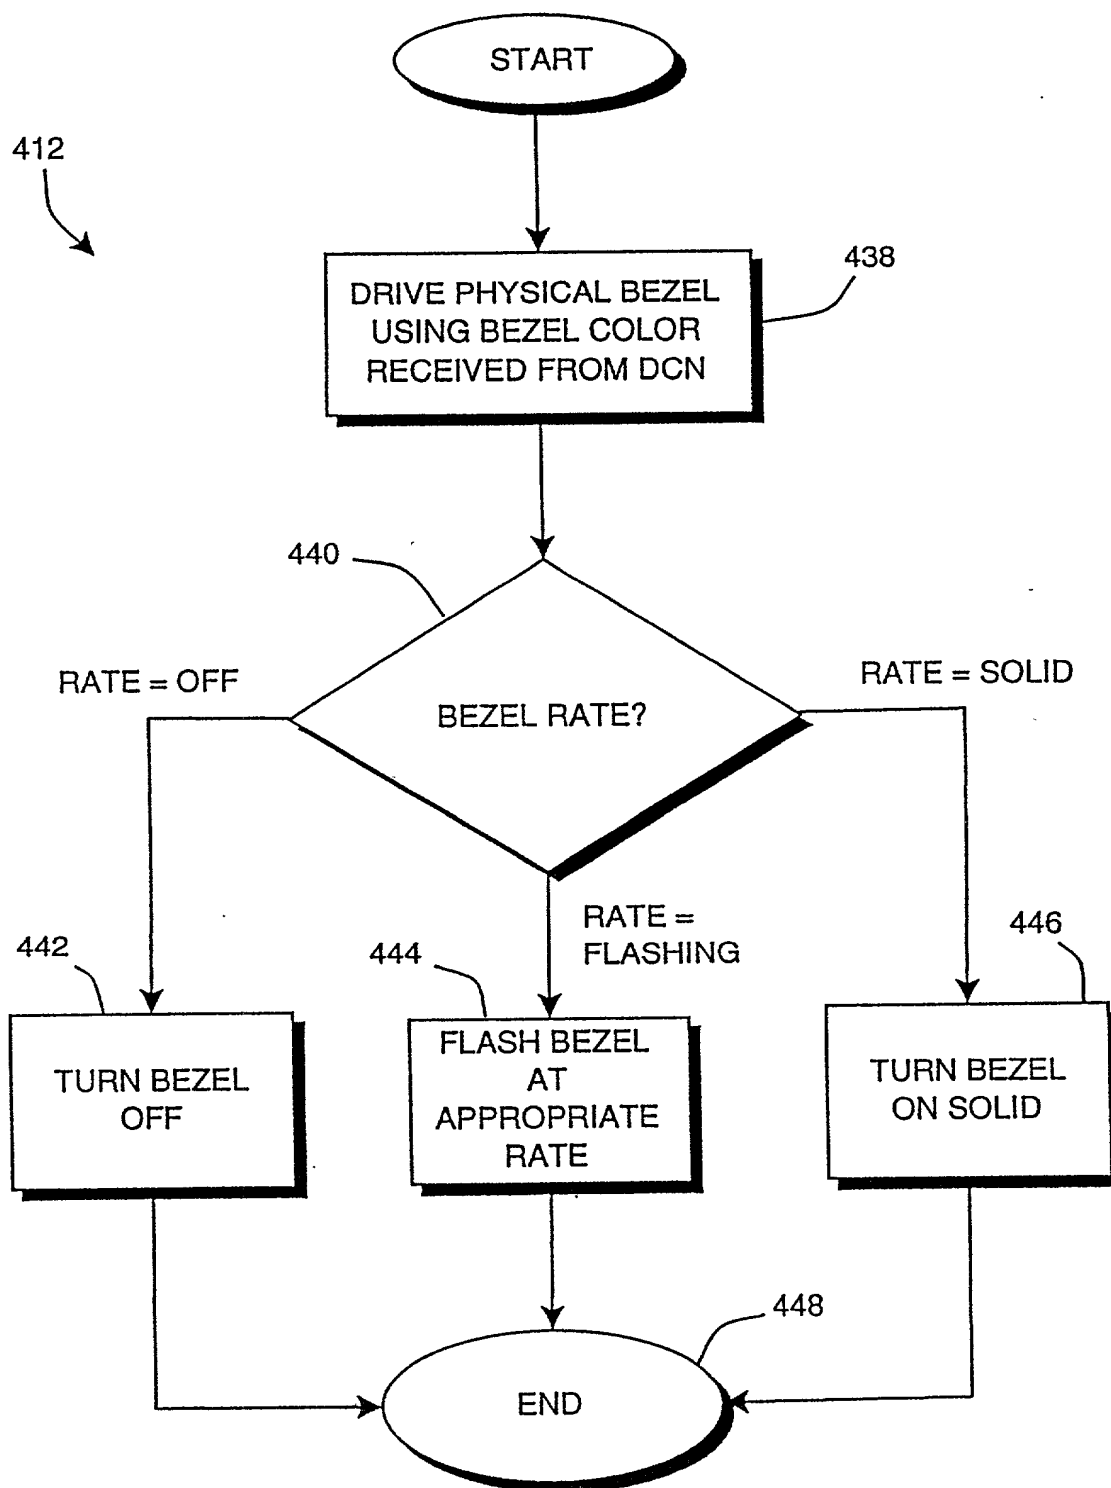 START
412
438
DRIVE PHYSICAL BEZEL
USING BEZEL COLOR
RECEIVED FROM DCN
440
RATE = OFF
BEZEL RATE?
RATE = SOLID
RATE =
FLASHING
442
444
446
TURN BEZEL
OFF
FLASH BEZEL
AT
APPROPRIATE
RATE
TURN BEZEL
ON SOLID
448
END